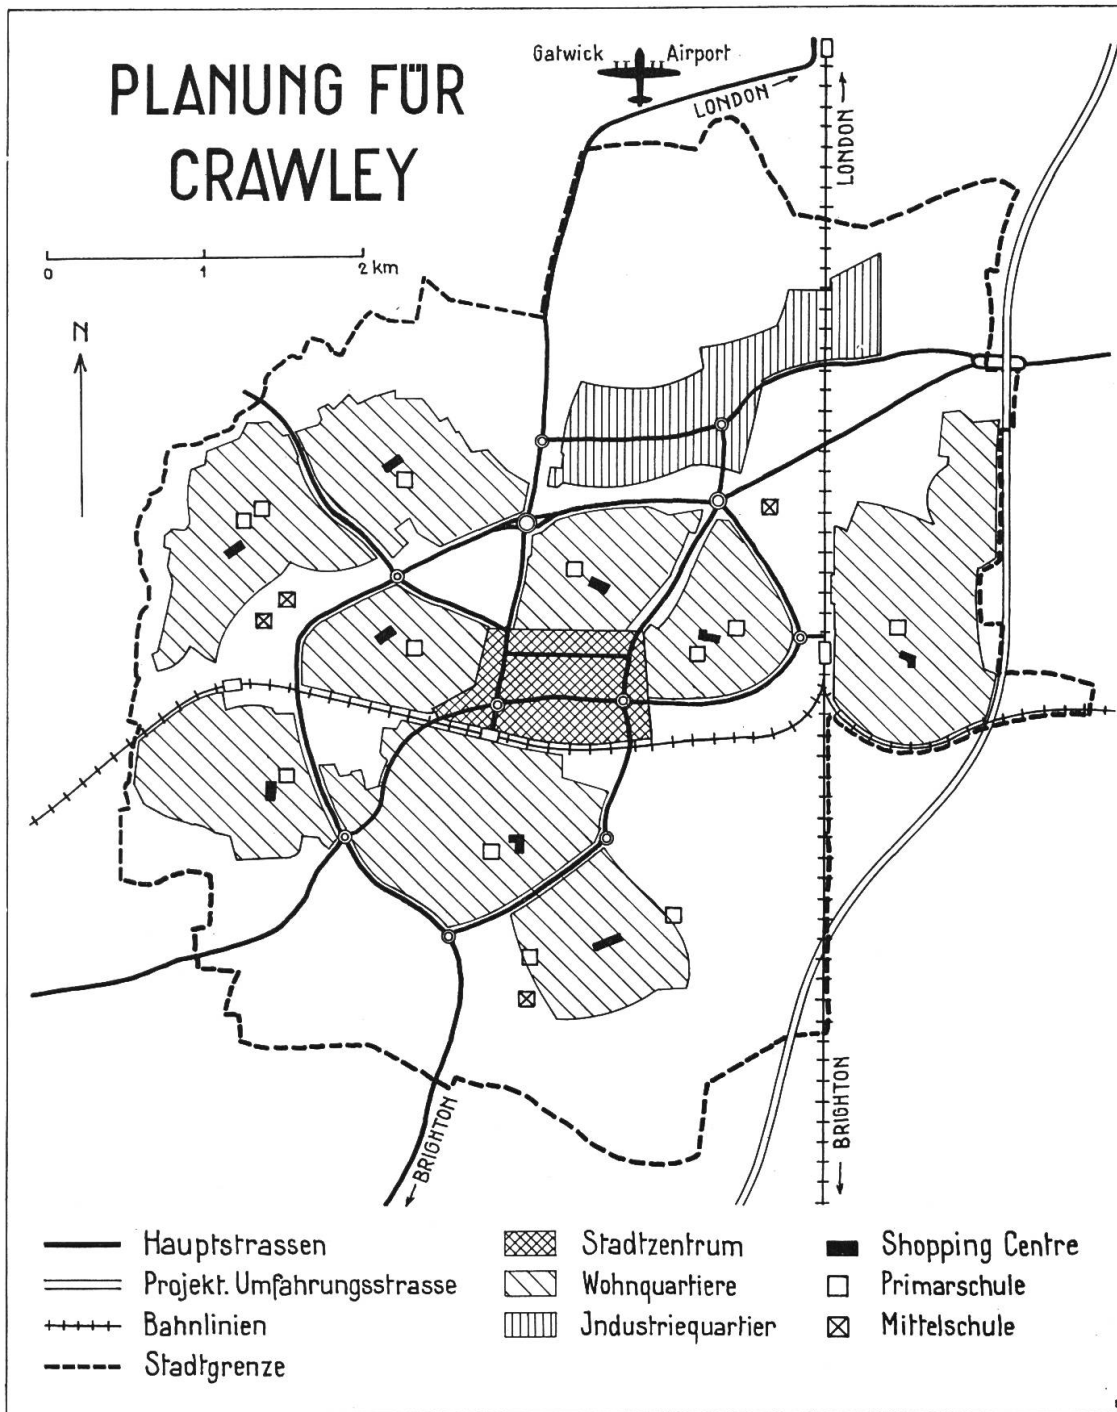 PLANUNG FÜR
CRAWLEY
Gatwick Airport
LONDON
LONDON
0 1 2 km
N
BRIGHTON
BRIGHTON
Hauptstrassen
Projekt. Umfahrungsstrasse
Bahnlinien
Stadtgrenze
Stadtzentrum
Wohnquartiere
Jndustriequartier
Shopping Centre
Primarschule
Mittelschule